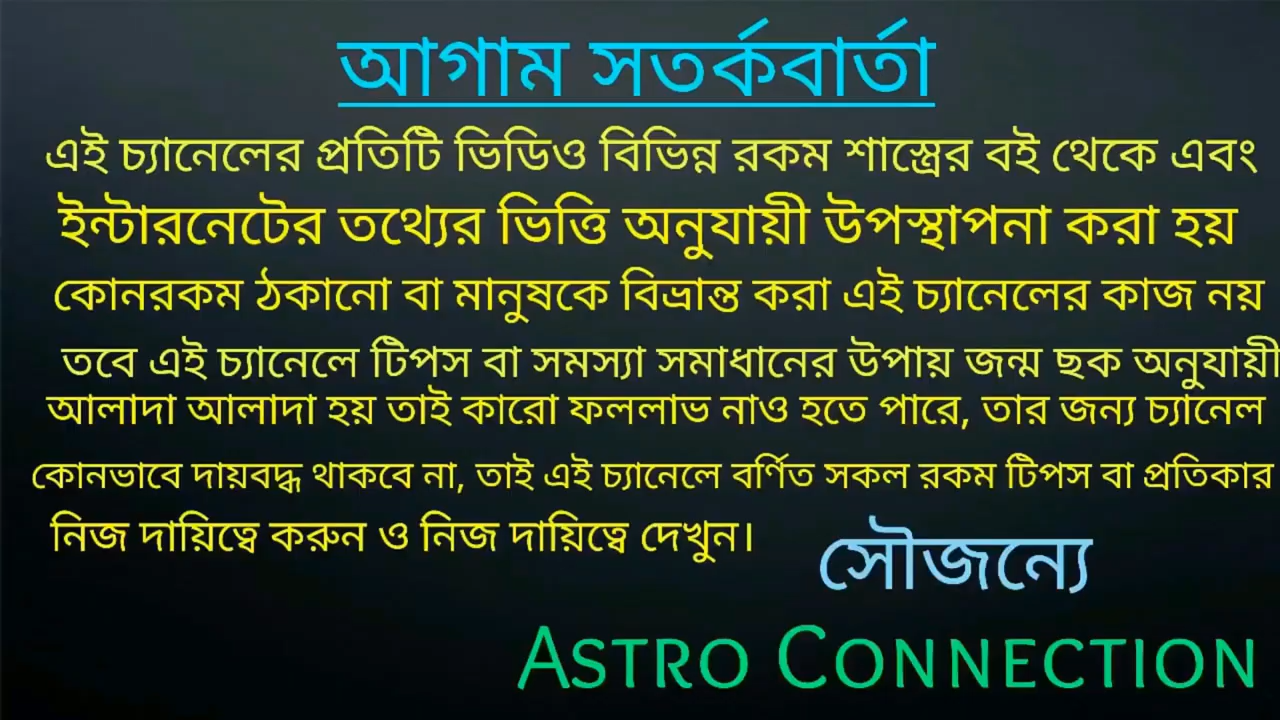 আগাম সতর্কবার্তা
এই চ্যানেলের প্রতিটি ভিডিও বিভিন্ন রকম শাস্ত্রের বই থেকে এবং
ইন্টারনেটের তথ্যের ভিত্তি অনুযায়ী উপস্থাপনা করা হয়
কোনরকম ঠকানো বা মানুষকে বিভ্রান্ত করা এই চ্যানেলের কাজ নয়
তবে এই চ্যানেলে টিপস বা সমস্যা সমাধানের উপায় জন্ম ছক অনুযায়ী
আলাদা আলাদা হয় তাই কারো ফললাভ নাও হতে পারে, তার জন্য চ্যানেল
কোনভাবে দায়বদ্ধ থাকবে না, তাই এই চ্যানেলে বর্ণিত সকল রকম টিপস বা প্রতিকার
নিজ দায়িত্বে করুন ও নিজ দায়িত্বে দেখুন।
সৌজন্যে
ASTRO CONNECTION